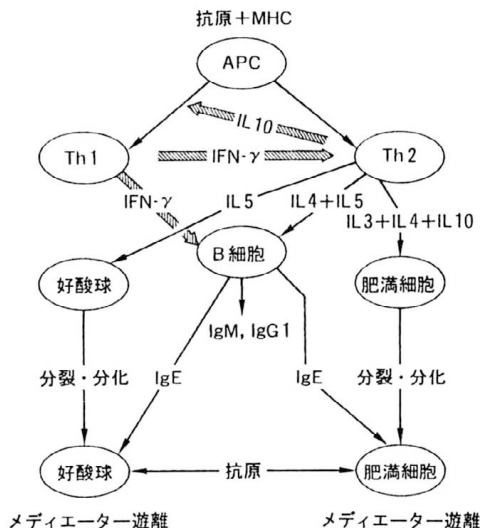 抗原+MHC
APC
IL10
Th1
IFN-γ
Th2
IFN-γ
IL5
IL4+IL5
IL3+IL4+IL10
B細胞
好酸球
肥満細胞
IgM, IgG1
分裂・分化
IgE
IgE
分裂・分化
好酸球
抗原
肥満細胞
メディエーター遊離
メディエーター遊離